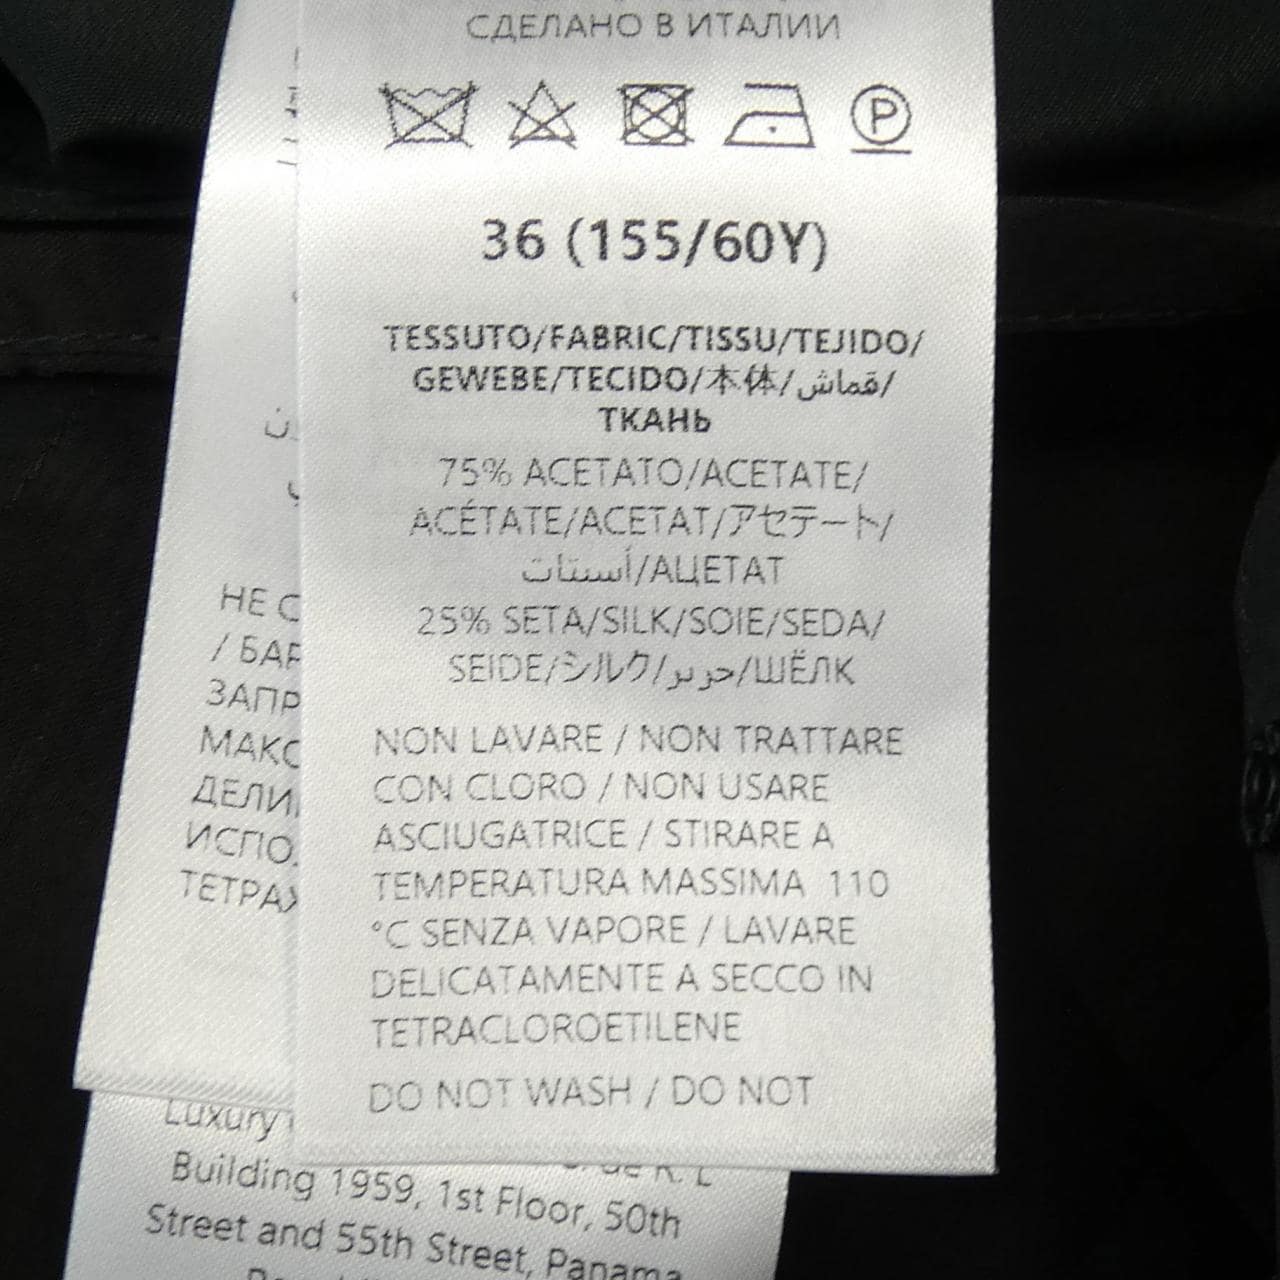 СДЕЛАНО В ИТАЛИИ
P
36 (155/60Y)
TESSUTO/FABRIC/TISSU/TEJIDO/
GEWEBE/TECIDO/本体/قماش/
ТКАНЬ
75% ACETATO/ACETATE/
ACÉTATE/ACETAT/アセテート/
أستتات/АЦЕТАТ
25% SETA/SILK/SOIE/SEDA/
SEIDE/シルク/حرير/ШЁЛК
NON LAVARE / NON TRATTARE
CON CLORO / NON USARE
ASCIUGATRICE / STIRARE A
TEMPERATURA MASSIMA 110
°C SENZA VAPORE / LAVARE
DELICATAMENTE A SECCO IN
TETRACLOROETILENE
DO NOT WASH / DO NOT
НЕ С
/ БАР
ЗАПР
МАКС
ДЕЛИ
ИСПО
ТЕТРАХ
Luxury
Building 1959, 1st Floor, 50th
Street and 55th Street, Panama